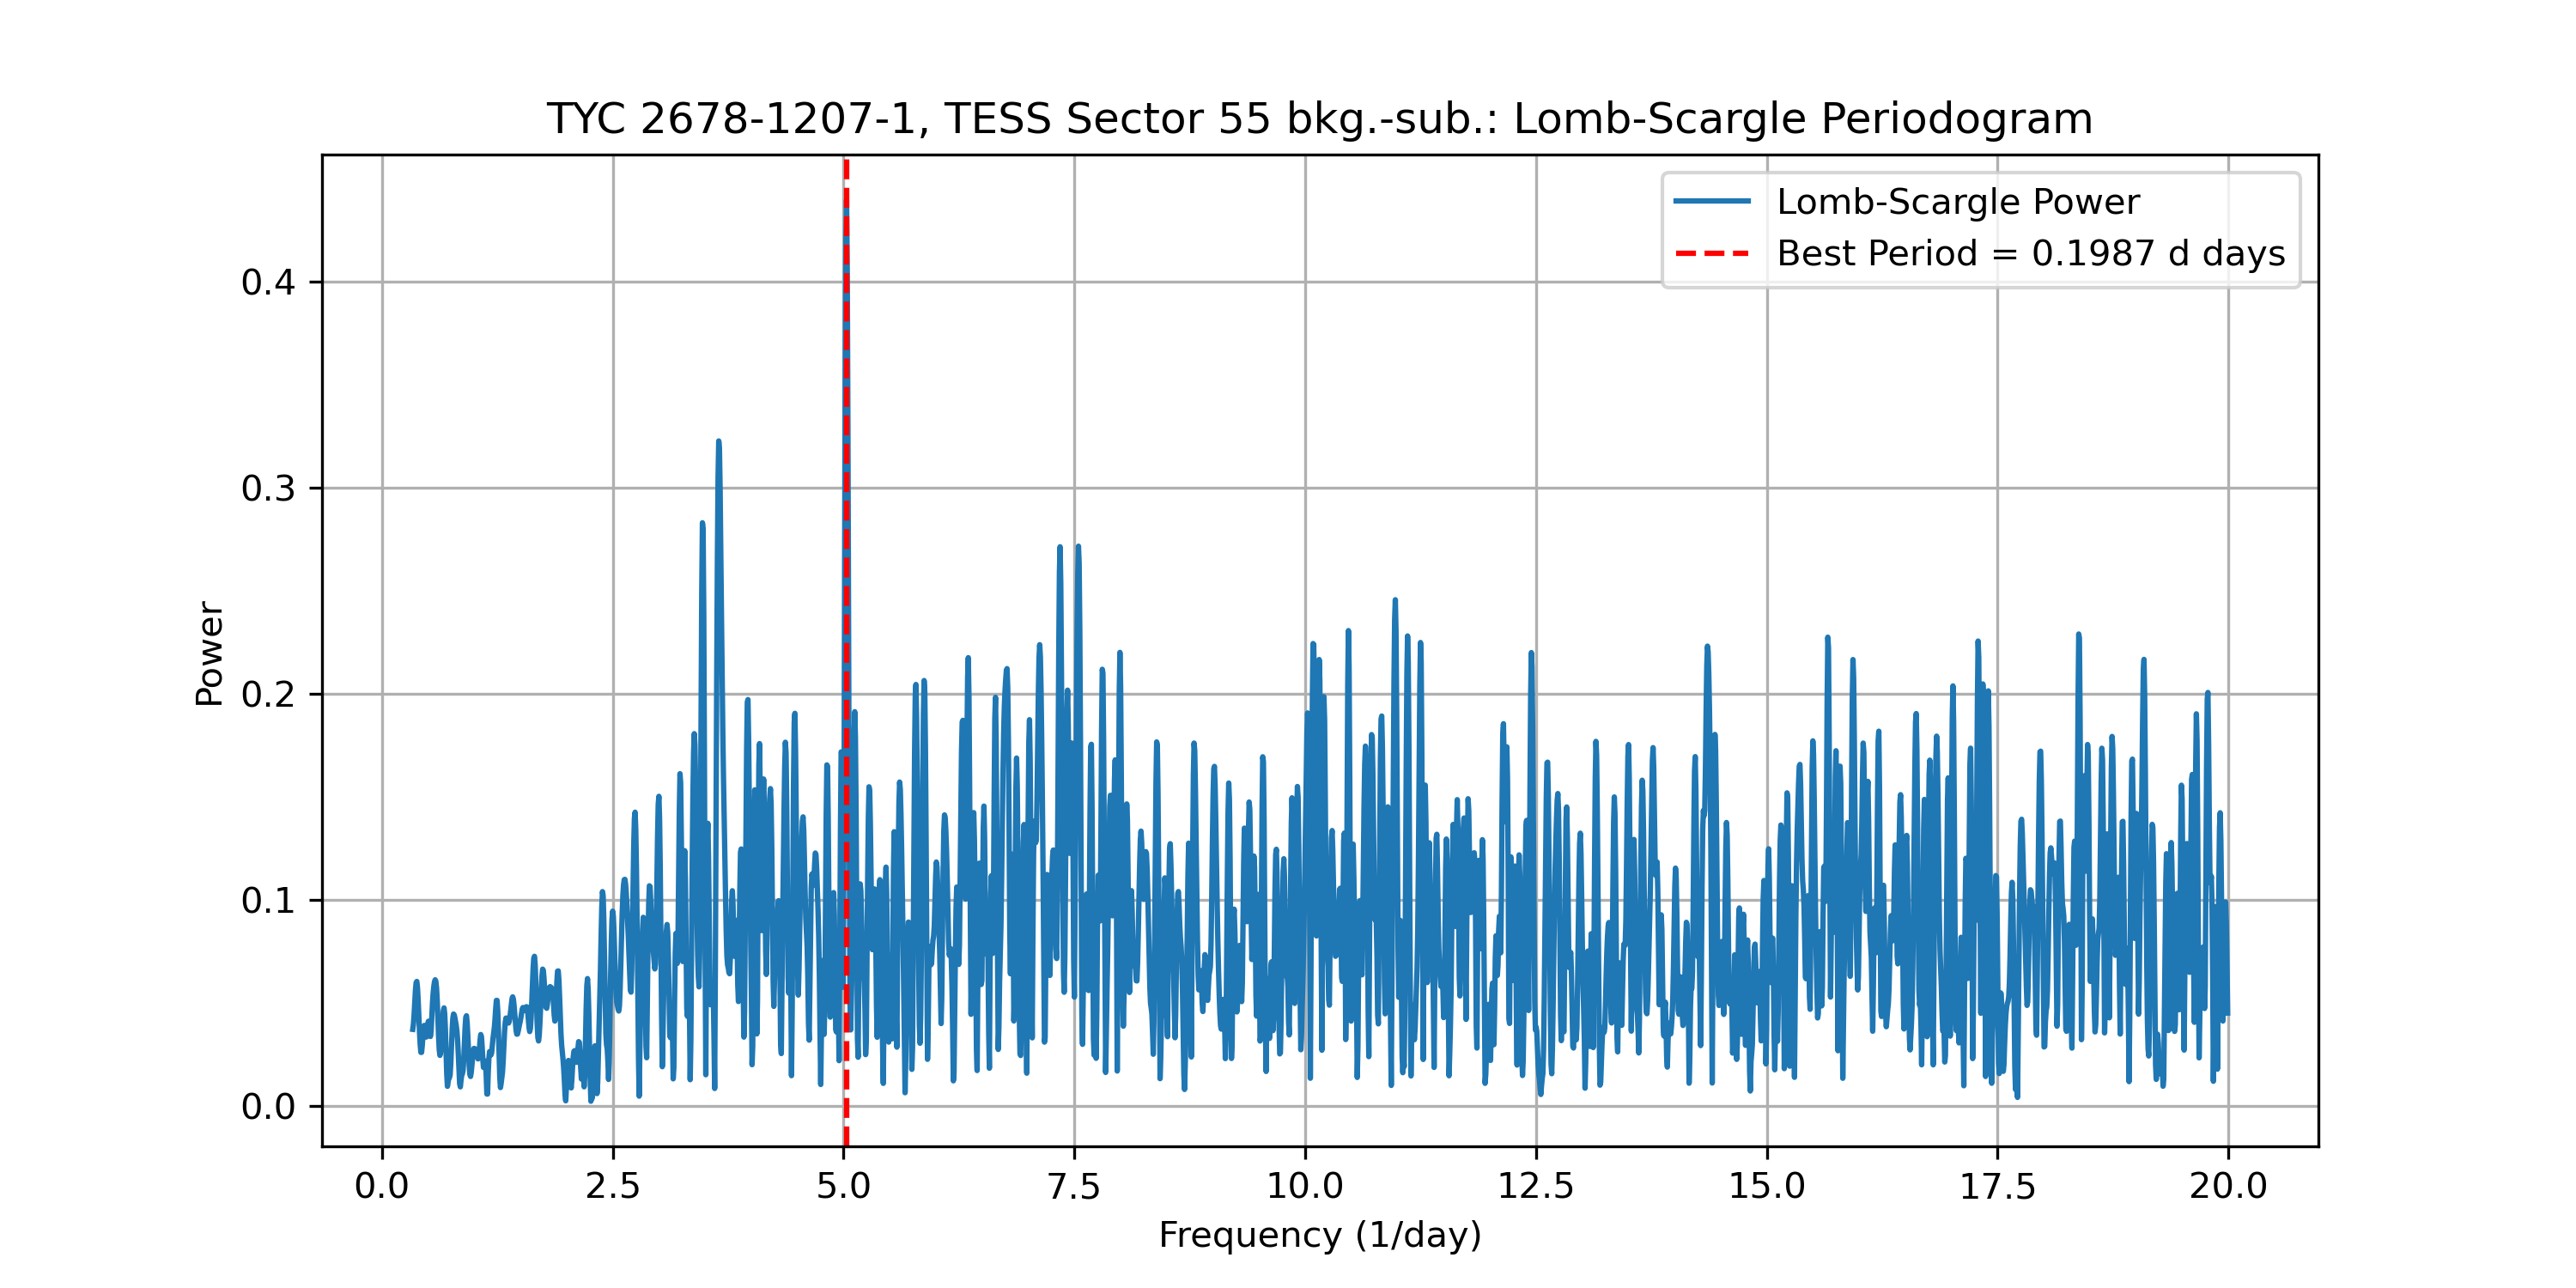 TYC 2678-1207-1, TESS Sector 55 bkg.-sub.: Lomb-Scargle Periodogram
Lomb-Scargle Power
Best Period = 0.1987 d days
0.4
0.3
0.2
0.1
0.0
Power
0.0 2.5 5.0 7.5 10.0 12.5 15.0 17.5 20.0
Frequency (1/day)